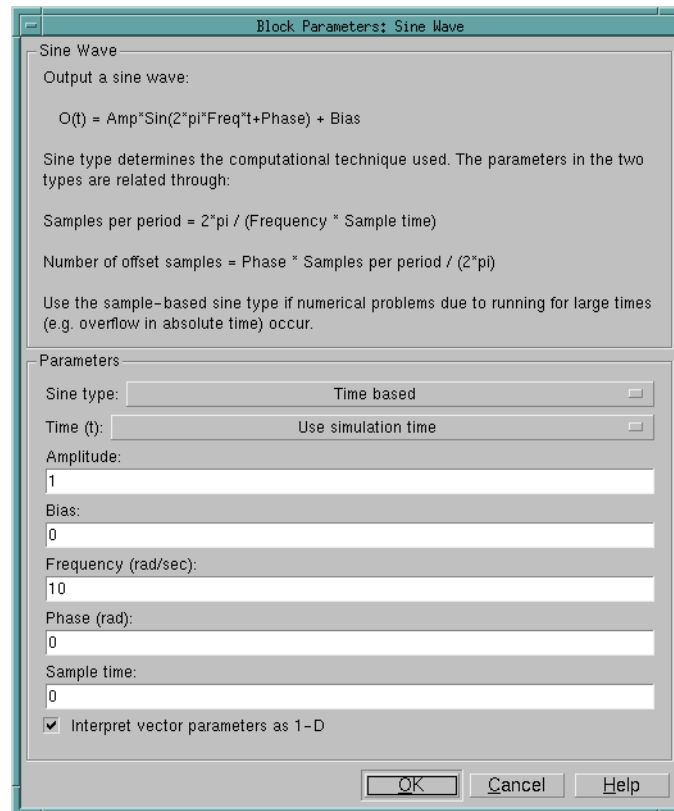 Block Parameters: Sine Wave
Sine Wave
Output a sine wave:
O(t) = Amp*Sin(2*pi*Freq*t+Phase) + Bias
Sine type determines the computational technique used. The parameters in the two
types are related through:
Samples per period = 2*pi / (Frequency * Sample time)
Number of offset samples = Phase * Samples per period / (2*pi)
Use the sample-based sine type if numerical problems due to running for large times
(e.g. overflow in absolute time) occur.
Parameters
Sine type: Time based
Time (t): Use simulation time
Amplitude:
1
Bias:
0
Frequency (rad/sec):
10
Phase (rad):
0
Sample time:
0
Interpret vector parameters as 1-D
OK Cancel Help